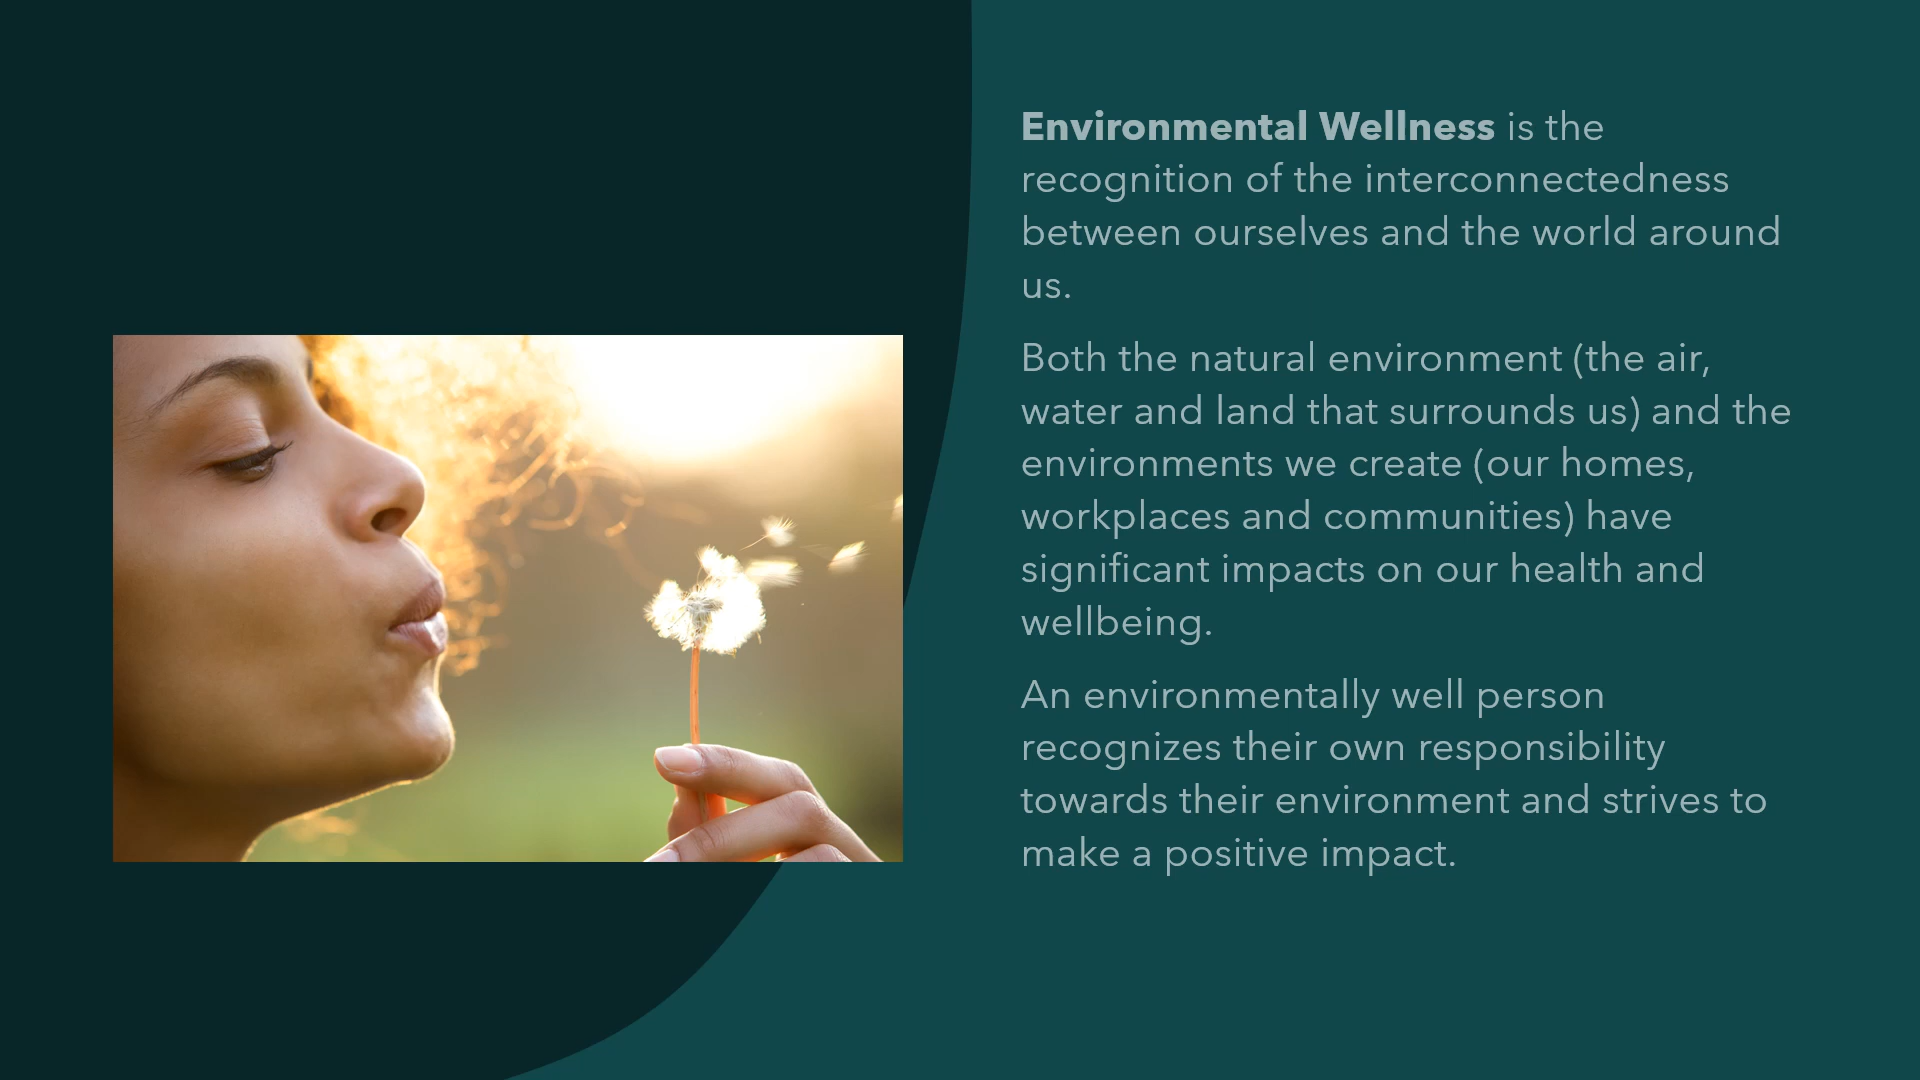 Environmental Wellness is the
recognition of the interconnectedness
between ourselves and the world around
us.
Both the natural environment (the air,
water and land that surrounds us) and the
environments we create (our homes,
workplaces and communities) have
significant impacts on our health and
wellbeing.
An environmentally well person
recognizes their own responsibility
towards their environment and strives to
make a positive impact.